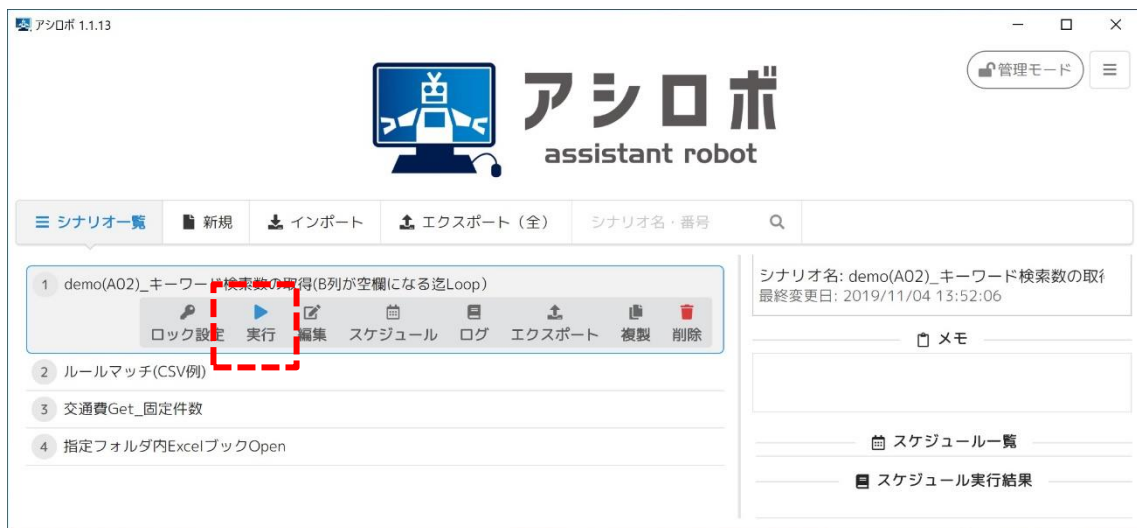 アシロボ 1.1.13
管理モード
アシロボ
assistant robot
シナリオ一覧 新規 インポート エクスポート（全） シナリオ名・番号
1 demo(A02)_キーワード検索数の取得(B列が空欄になる迄Loop)
ロック設定 実行 編集 スケジュール ログ エクスポート 複製 削除
2 ルールマッチ(CSV例)
3 交通費Get_固定件数
4 指定フォルダ内ExcelブックOpen
シナリオ名: demo(A02)_キーワード検索数の取
最終変更日: 2019/11/04 13:52:06
メモ
スケジュール一覧
スケジュール実行結果